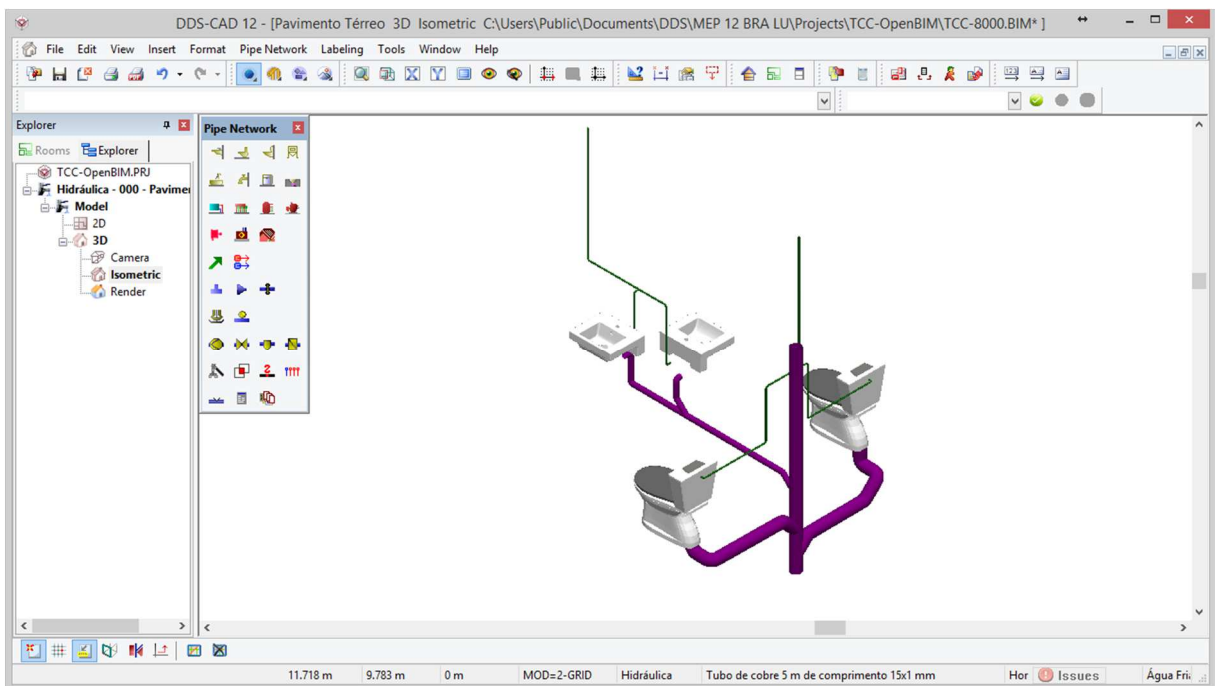 DDS-CAD 12 - [Pavimento Térreo 3D Isometric C:\Users\Public\Documents\DDS\MEP 12 BRA LU\Projects\TCC-OpenBIM\TCC-8000.BIM* ]
File Edit View Insert Format Pipe Network Labeling Tools Window Help
Explorer
Pipe Network
Rooms Explorer
TCC-OpenBIM.PRJ
Hidráulica - 000 - Pavimer
Model
2D
3D
Camera
Isometric
Render
11.718 m 9.783 m 0 m MOD=2-GRID Hidráulica Tubo de cobre 5 m de comprimento 15x1 mm Hor Issues Água Fri